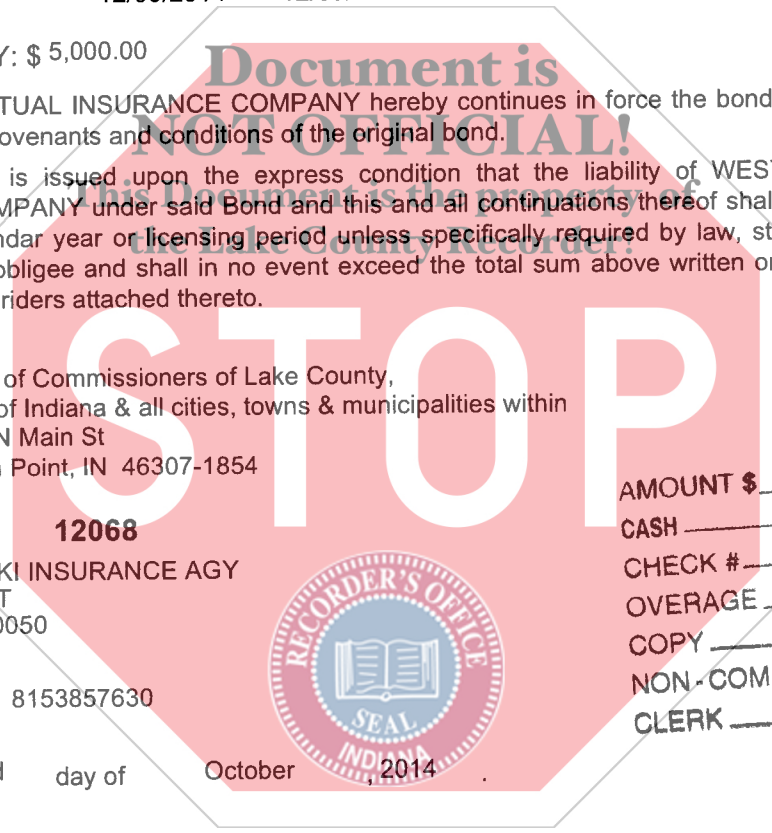 Y: $ 5,000.00
Document is
TUAL INSURANCE COMPANY hereby continues in force the bond
ovenants and conditions of the original bond.
NOT OFFICIAL!
is issued upon the express condition that the liability of WES
This Document is the property of
MPANY under said Bond and this and all continuations thereof shal
ndar year or licensing period unless specifically required by law, st
the Lake County Recorder!
obligee and shall in no event exceed the total sum above written or
riders attached thereto.
STOP
of Commissioners of Lake County,
of Indiana & all cities, towns & municipalities within
N Main St
Point, IN 46307-1854
AMOUNT $
12068
CASH
KI INSURANCE AGY
CHECK #
T
OVERAGE
0050
COPY
8153857630
NON-COM
CLERK
RECORDER'S OFFICE
SEAL
INDIANA
d day of October , 2014 .